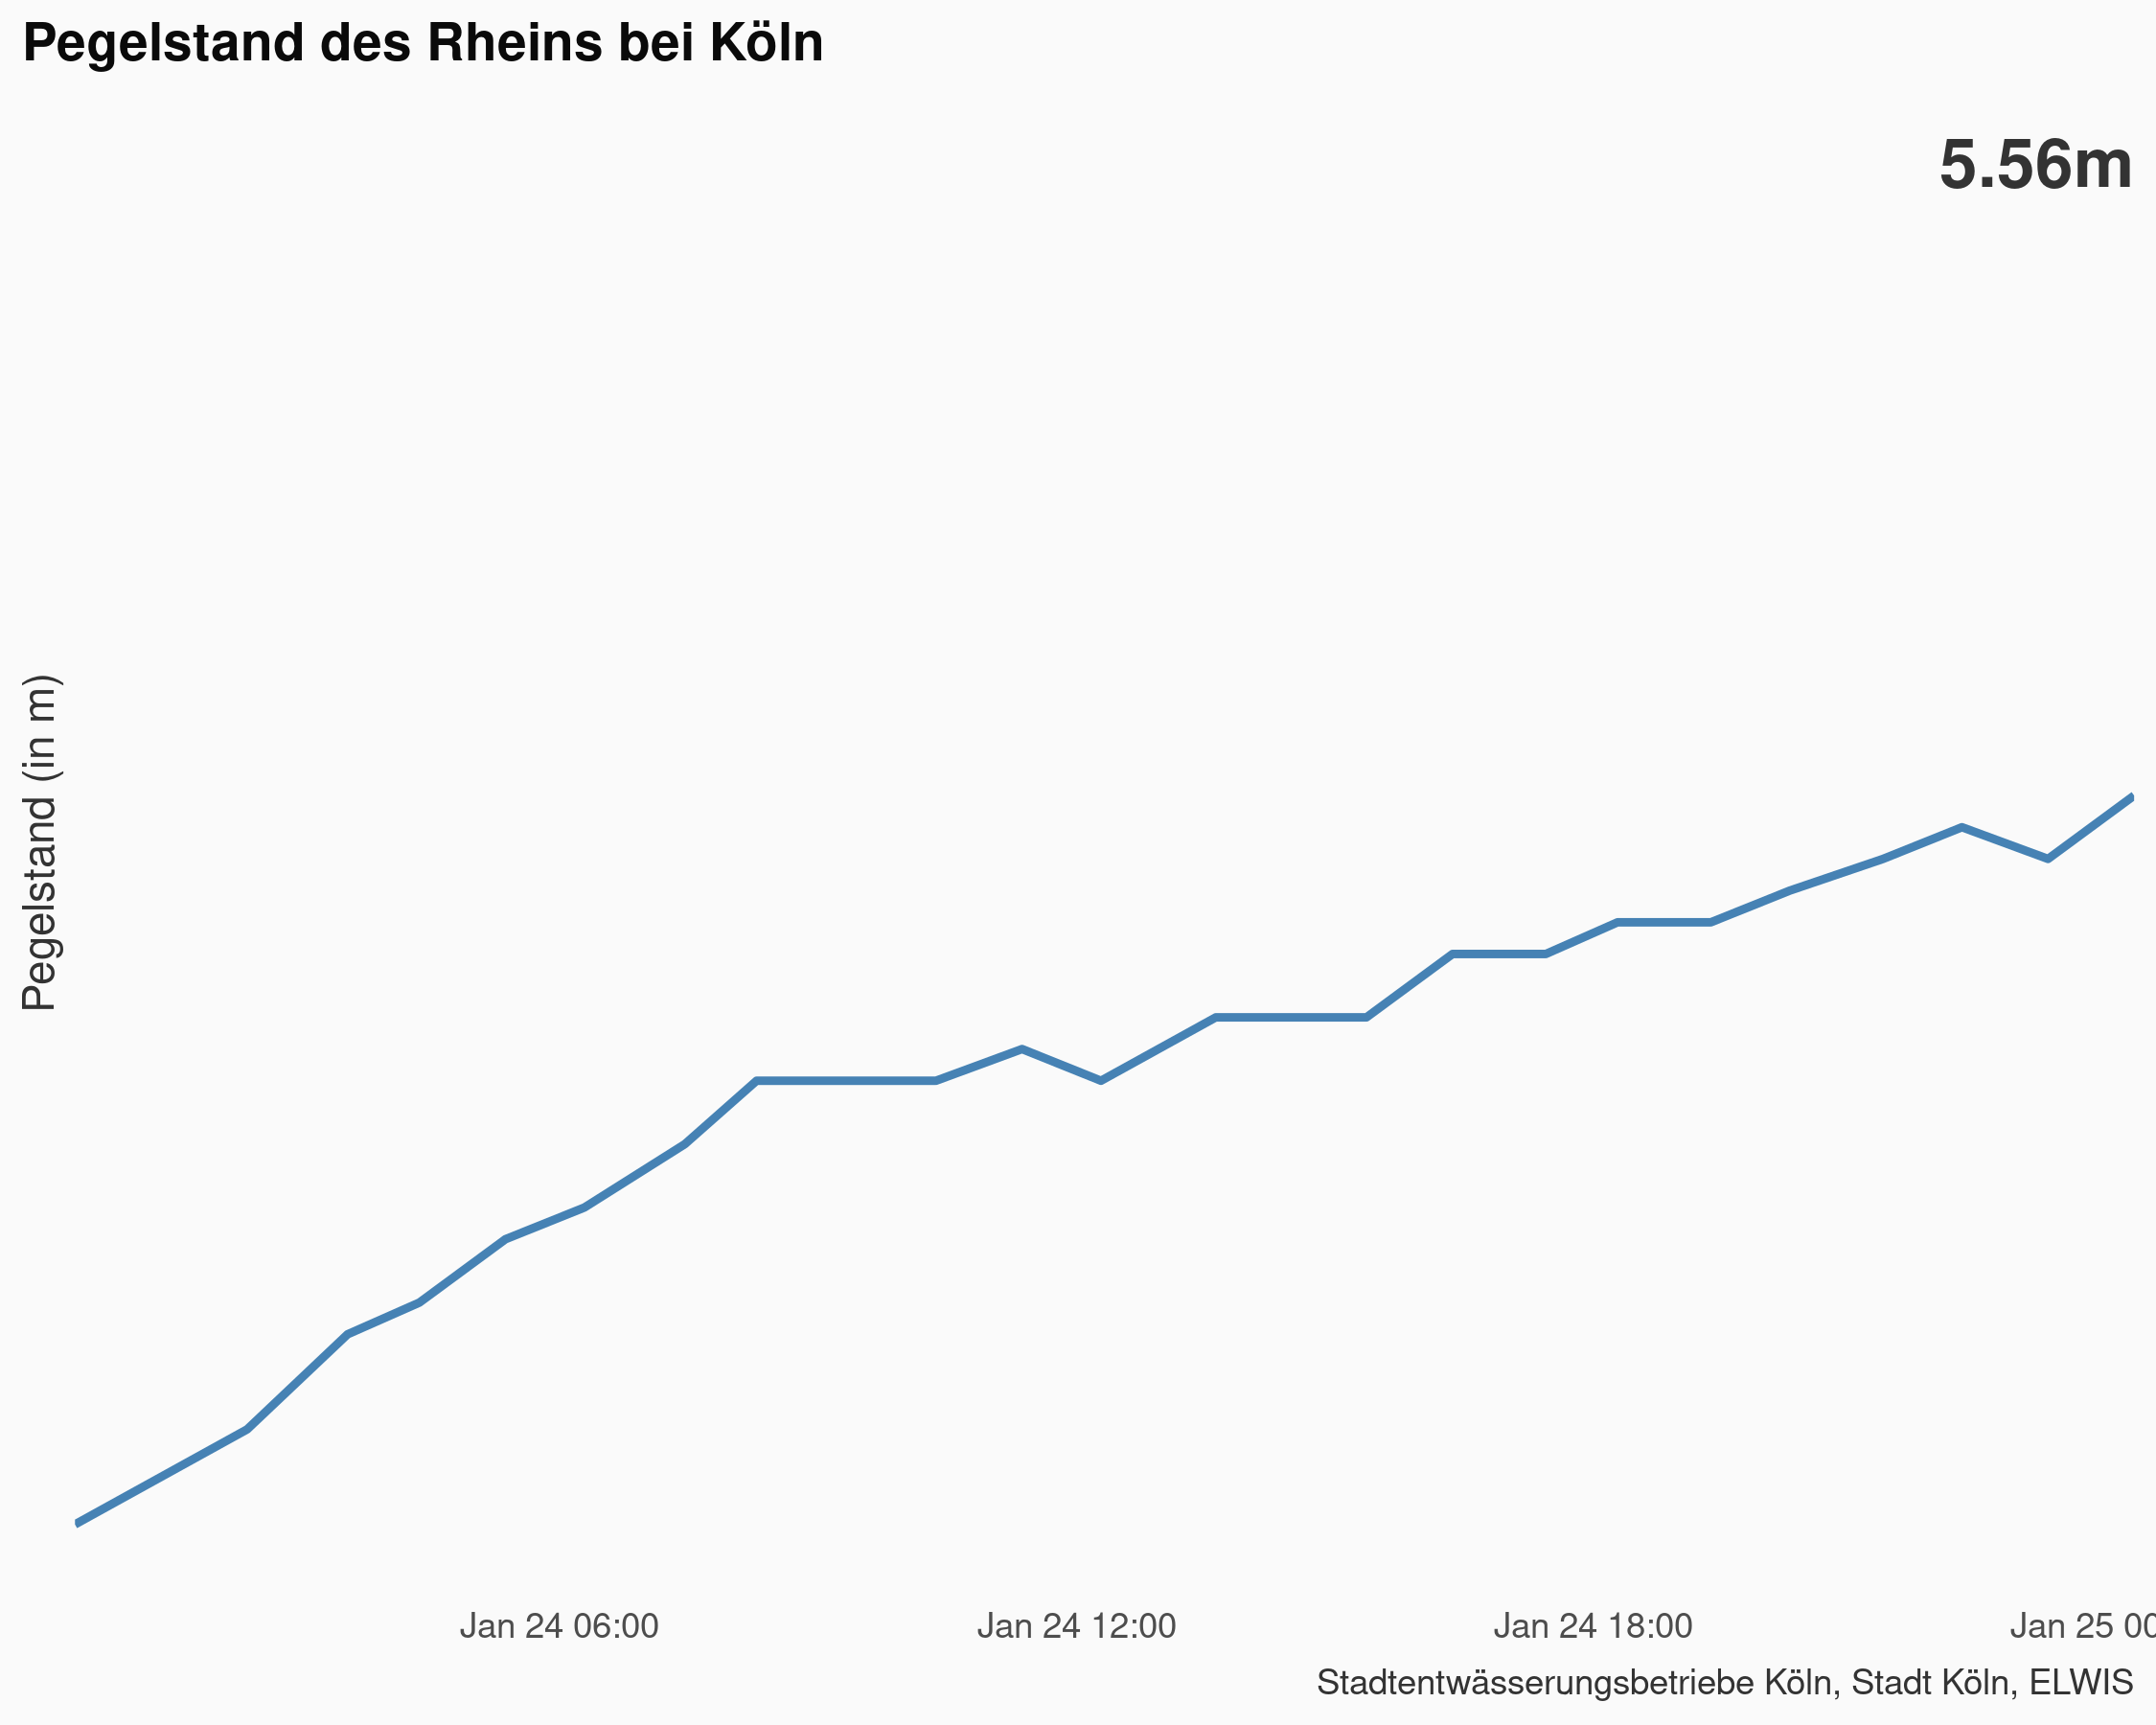 Pegelstand des Rheins bei Köln
5.56m
Pegelstand (in m)
Jan 24 06:00
Jan 24 12:00
Jan 24 18:00
Jan 25 00
Stadtentwässerungsbetriebe Köln, Stadt Köln, ELWIS